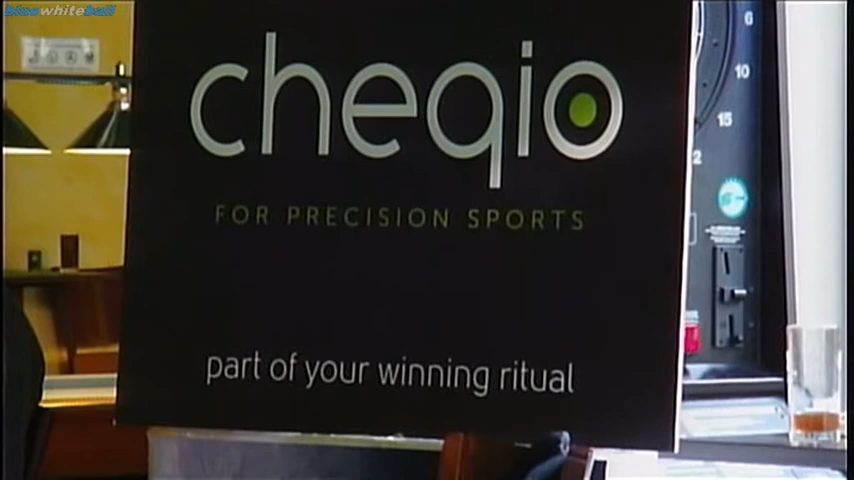 bluewhiteball
cheqio
FOR PRECISION SPORTS
part of your winning ritual
6
10
15
2